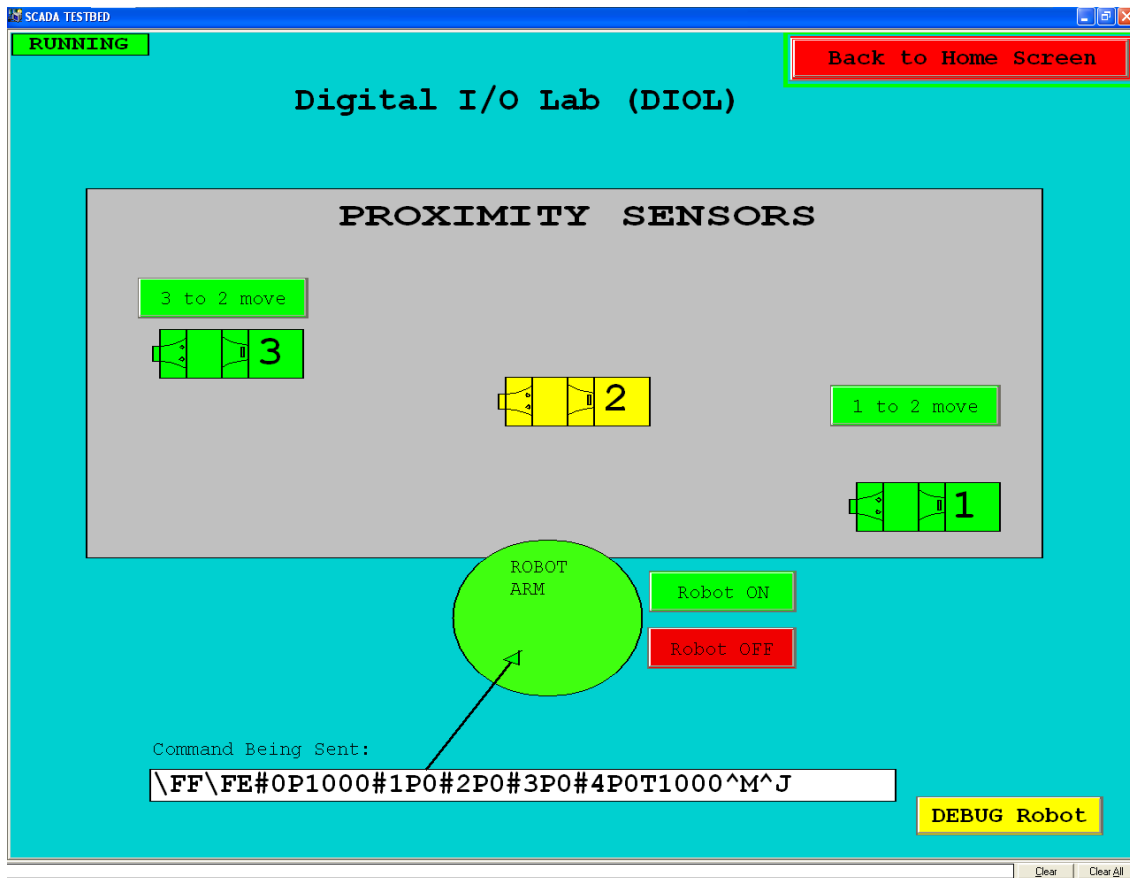 SCADA TESTBED
RUNNING
Back to Home Screen
Digital I/O Lab (DIOL)
PROXIMITY SENSORS
3 to 2 move
3
2
1 to 2 move
1
ROBOT
ARM
Robot ON
Robot OFF
Command Being Sent:
\FF\FE#0P1000#1P0#2P0#3P0#4P0T1000^M^J
DEBUG Robot
Clear
Clear All